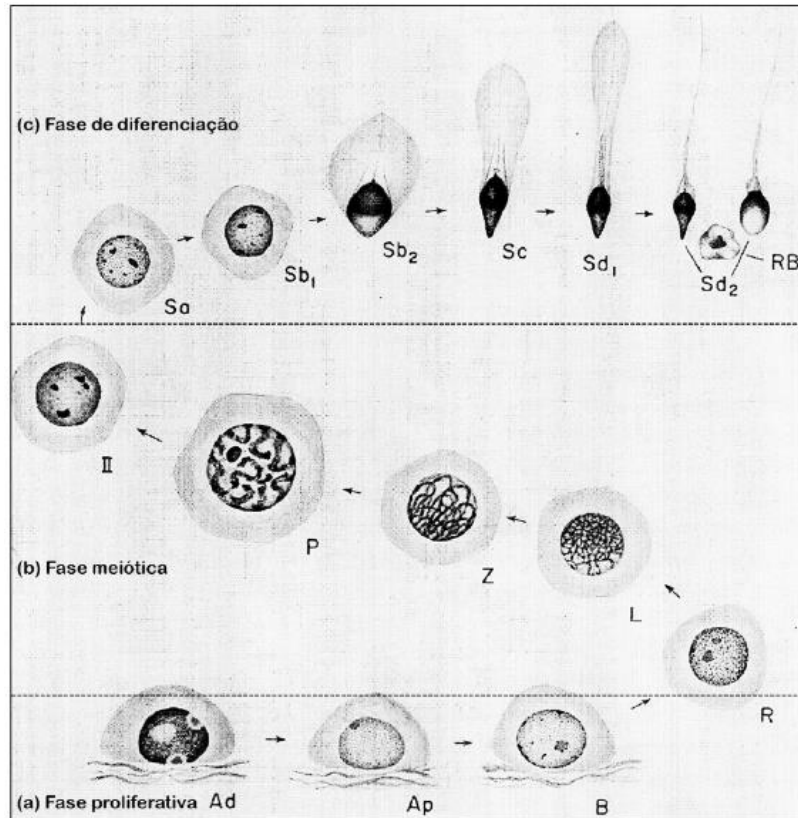 (c) Fase de diferenciação
Sa
Sb₁
Sb₂
Sc
Sd₁
Sd₂
RB
II
P
Z
L
R
(b) Fase meiótica
(a) Fase proliferativa
Ad
Ap
B